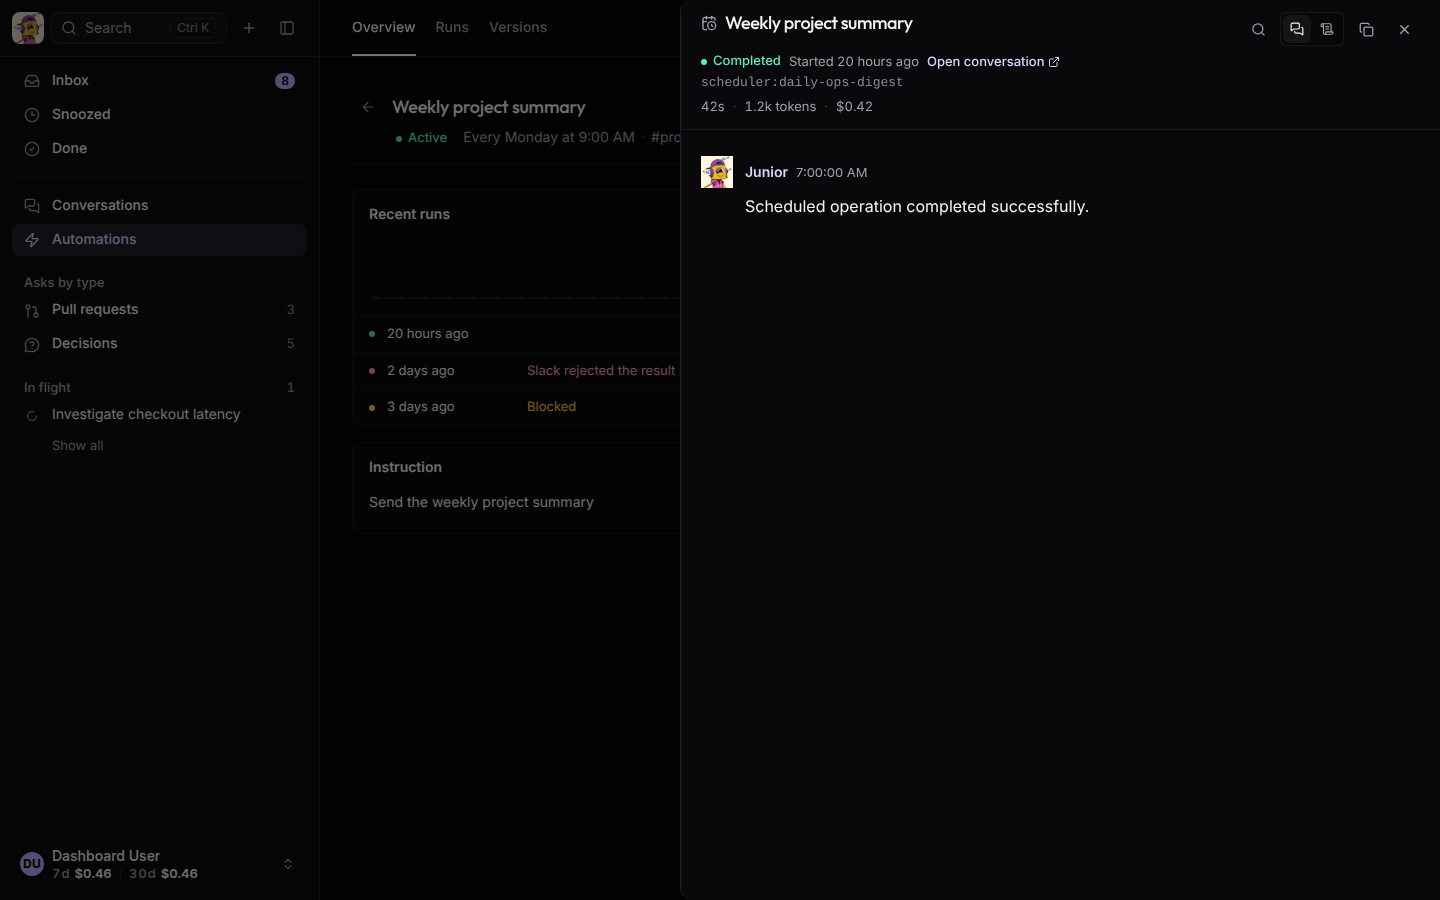 Search
Ctrl K
Inbox
8
Snoozed
Done
Conversations
Automations
Asks by type
Pull requests
3
Decisions
5
In flight
1
Investigate checkout latency
Show all
DU
Dashboard User
7d $0.46 | 30d $0.46
Overview
Runs
Versions
Weekly project summary
Active
Every Monday at 9:00 AM · #pro
Recent runs
20 hours ago
2 days ago
Slack rejected the result
3 days ago
Blocked
Instruction
Send the weekly project summary
Weekly project summary
Completed Started 20 hours ago Open conversation
scheduler:daily-ops-digest
42s · 1.2k tokens · $0.42
Junior 7:00:00 AM
Scheduled operation completed successfully.